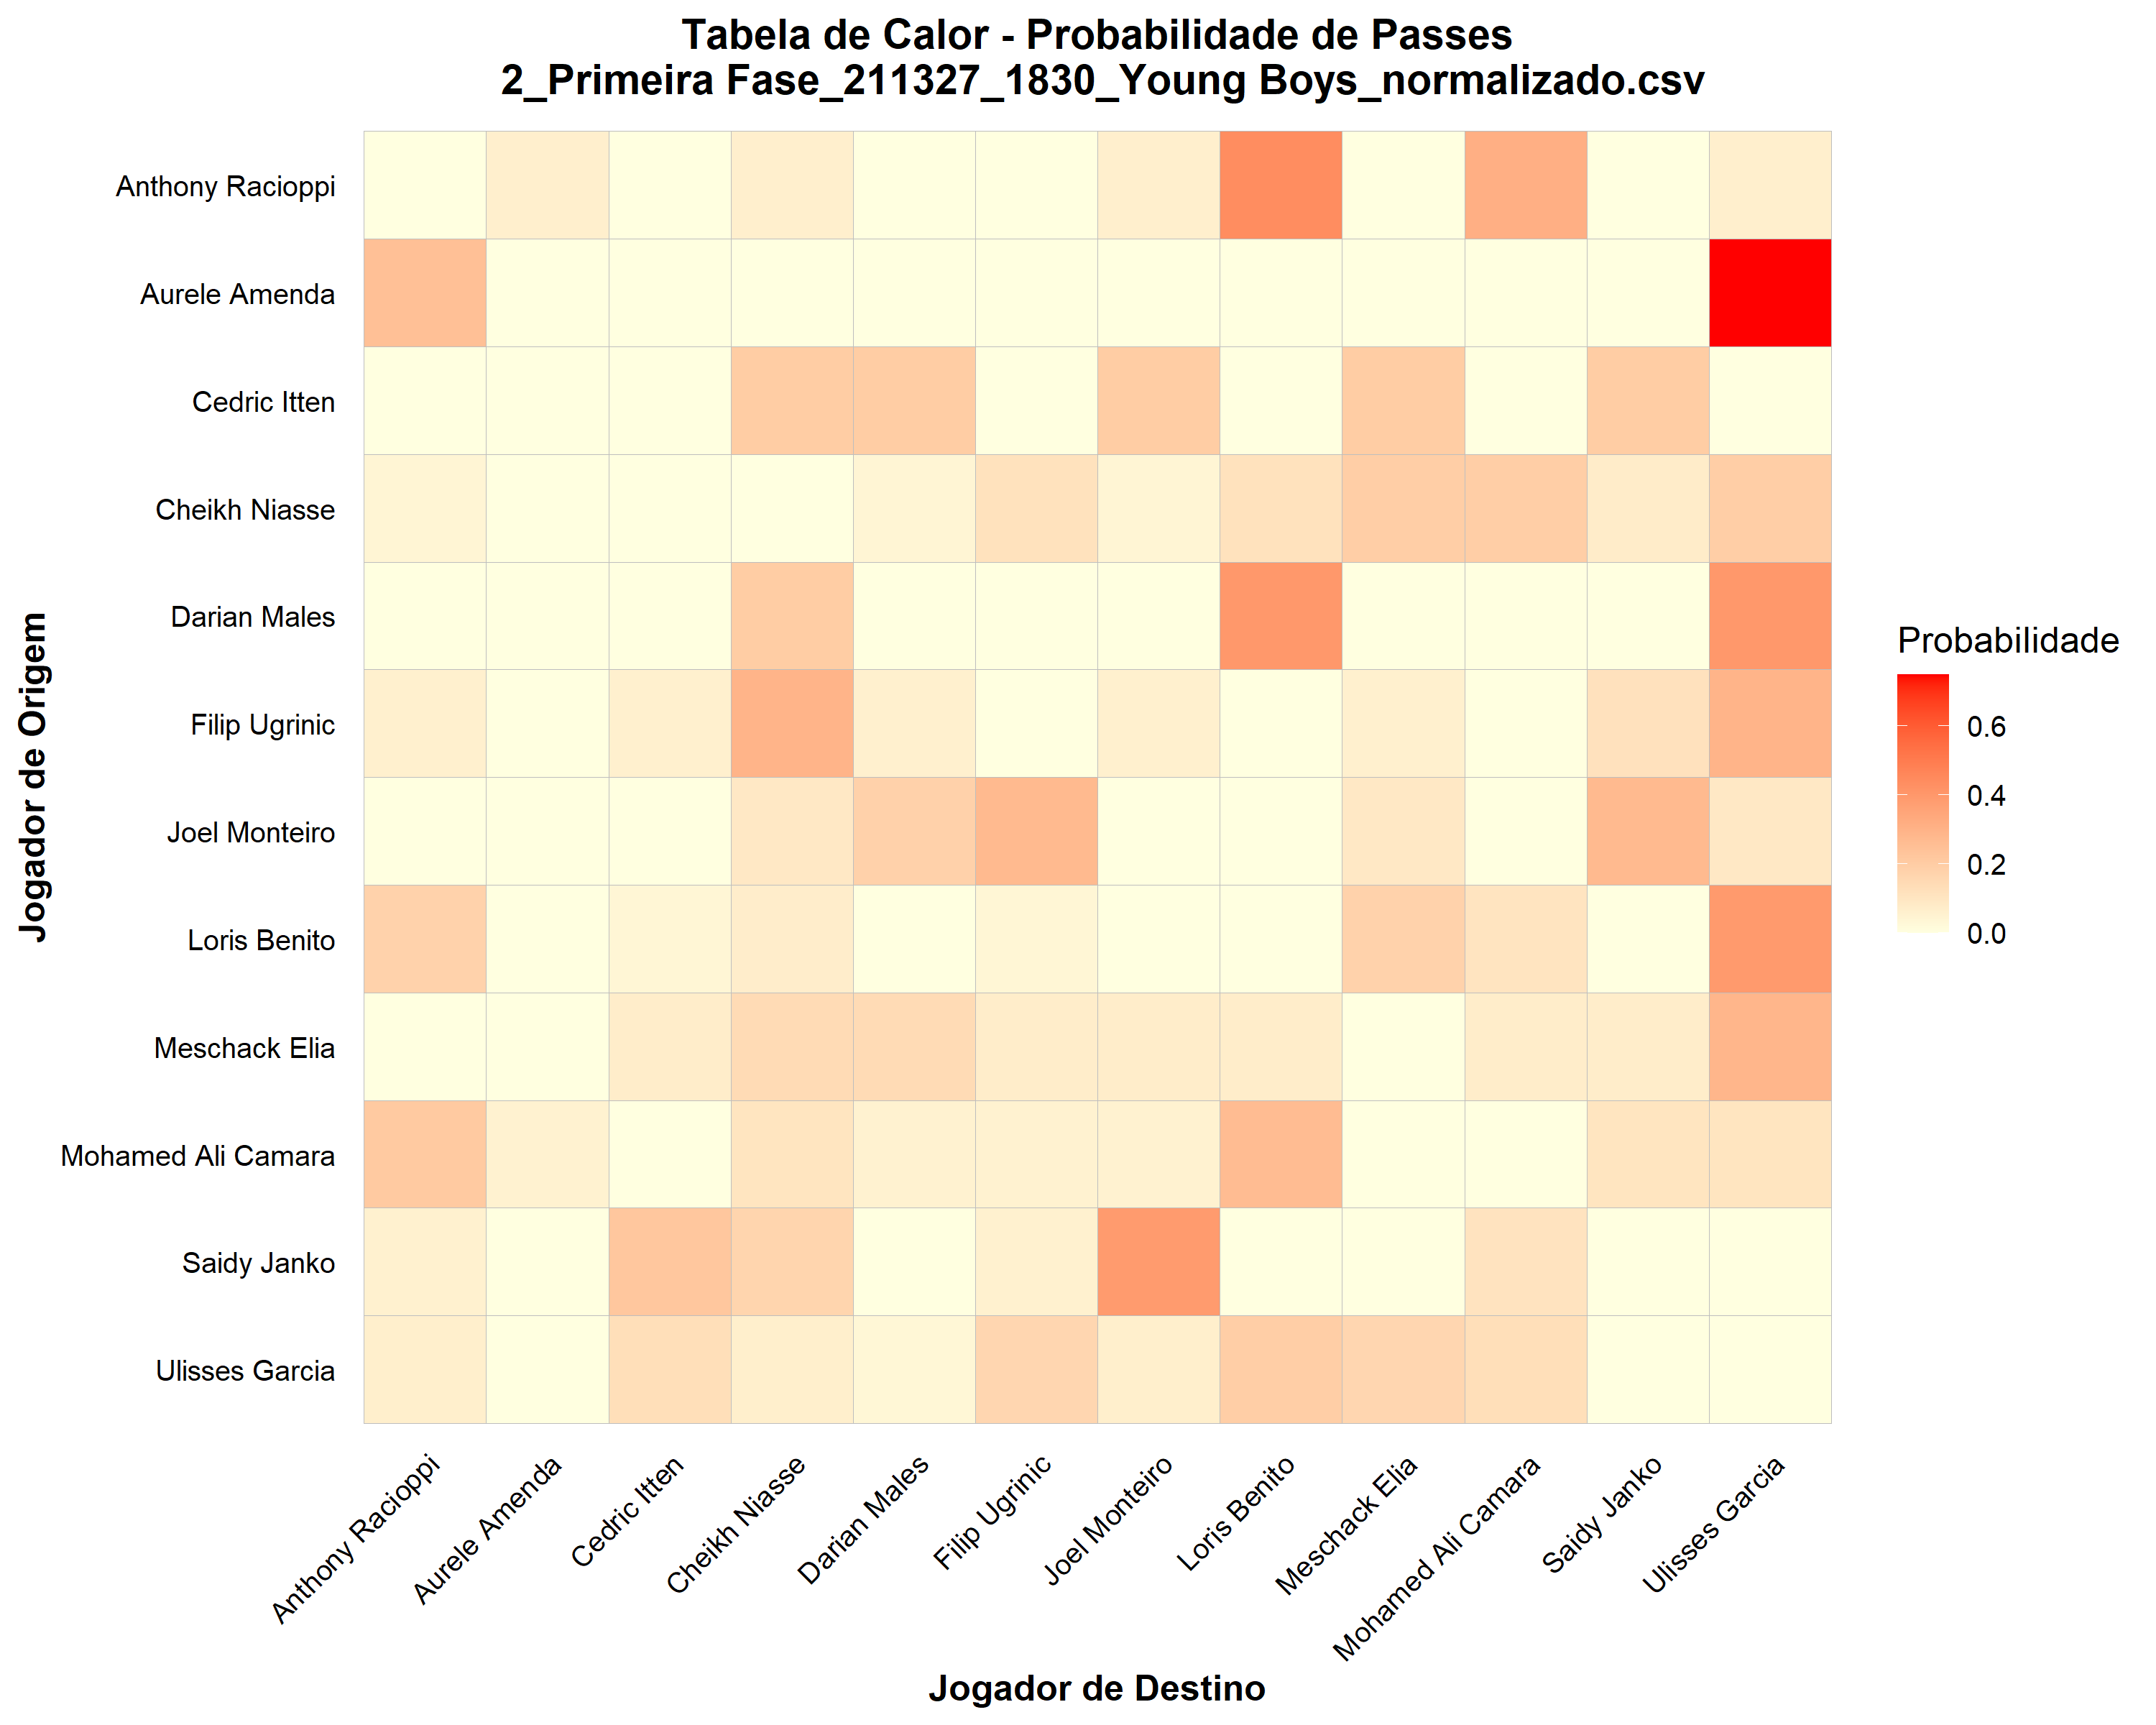 Tabela de Calor - Probabilidade de Passes
2_Primeira Fase_211327_1830_Young Boys_normalizado.csv
Jogador de Origem
Anthony Racioppi
Aurele Amenda
Cedric Itten
Cheikh Niasse
Darian Males
Filip Ugrinic
Joel Monteiro
Loris Benito
Meschack Elia
Mohamed Ali Camara
Saidy Janko
Ulisses Garcia
Probabilidade
0.6
0.4
0.2
0.0
Anthony Racioppi
Aurele Amenda
Cedric Itten
Cheikh Niasse
Darian Males
Filip Ugrinic
Joel Monteiro
Loris Benito
Meschack Elia
Mohamed Ali Camara
Saidy Janko
Ulisses Garcia
Jogador de Destino